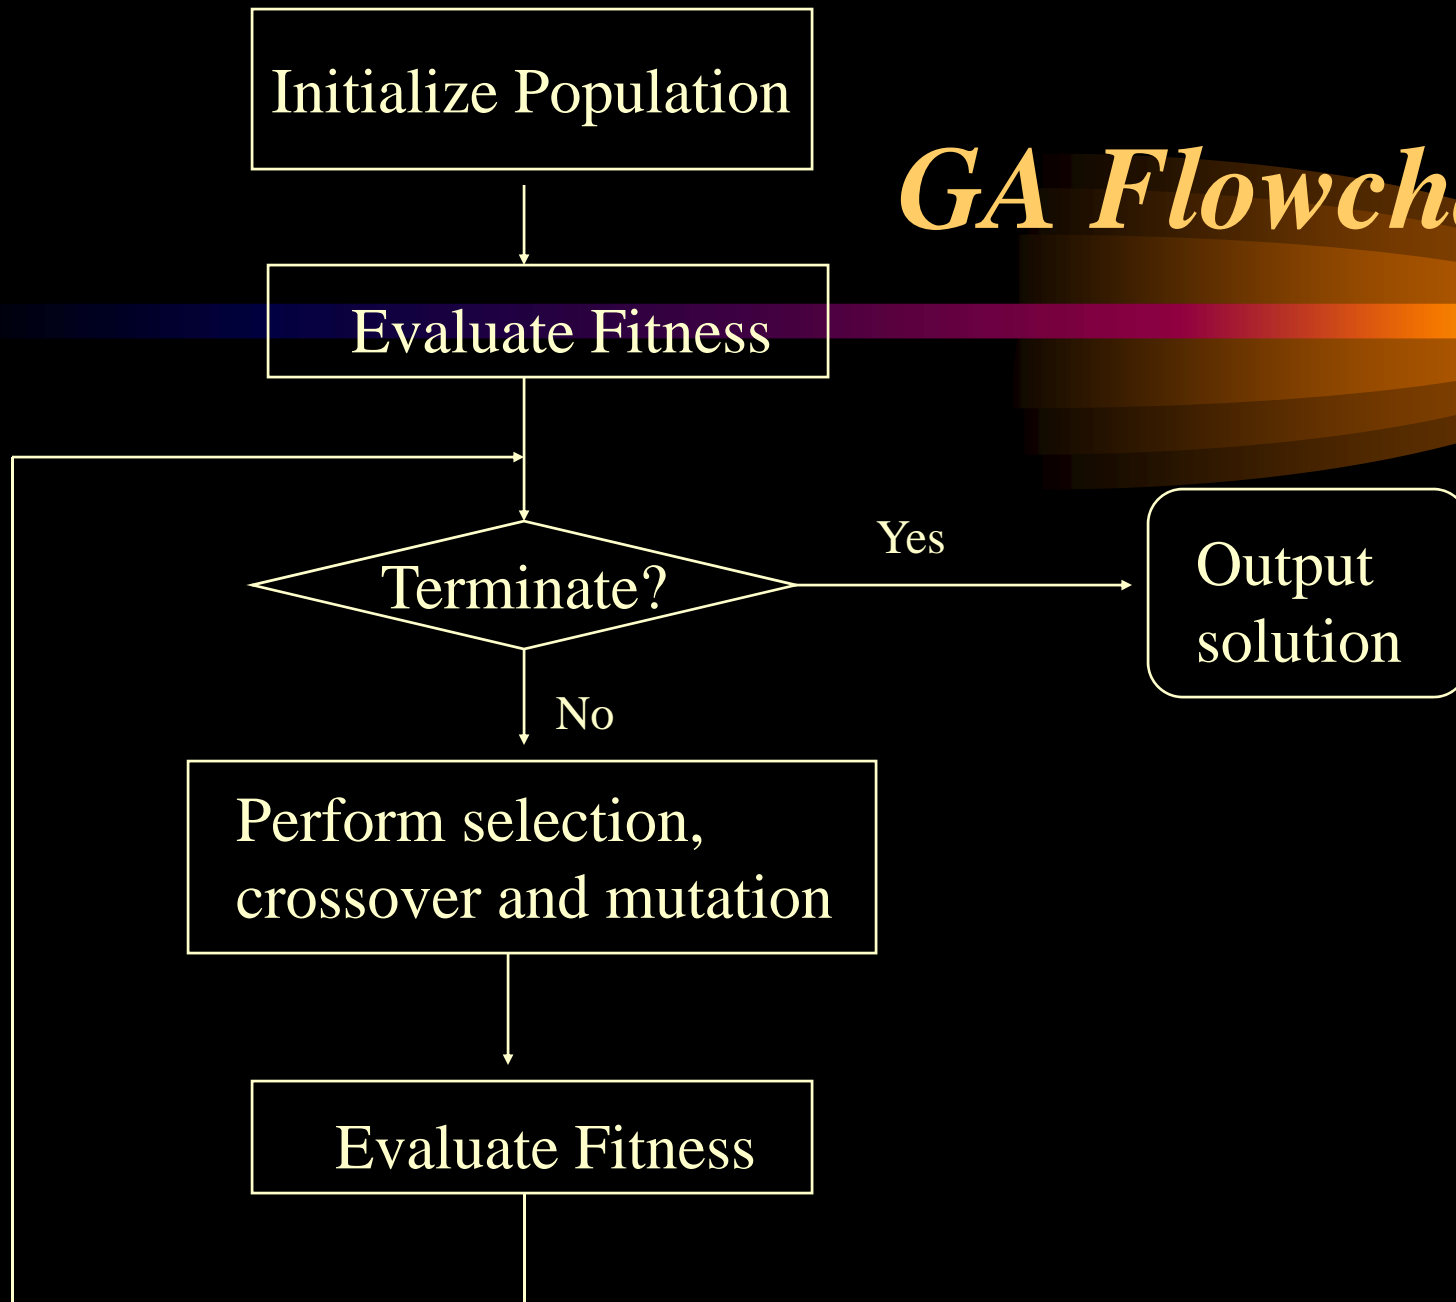 Initialize Population
GA Flowch
Evaluate Fitness
Terminate?
Yes
Output
solution
No
Perform selection,
crossover and mutation
Evaluate Fitness